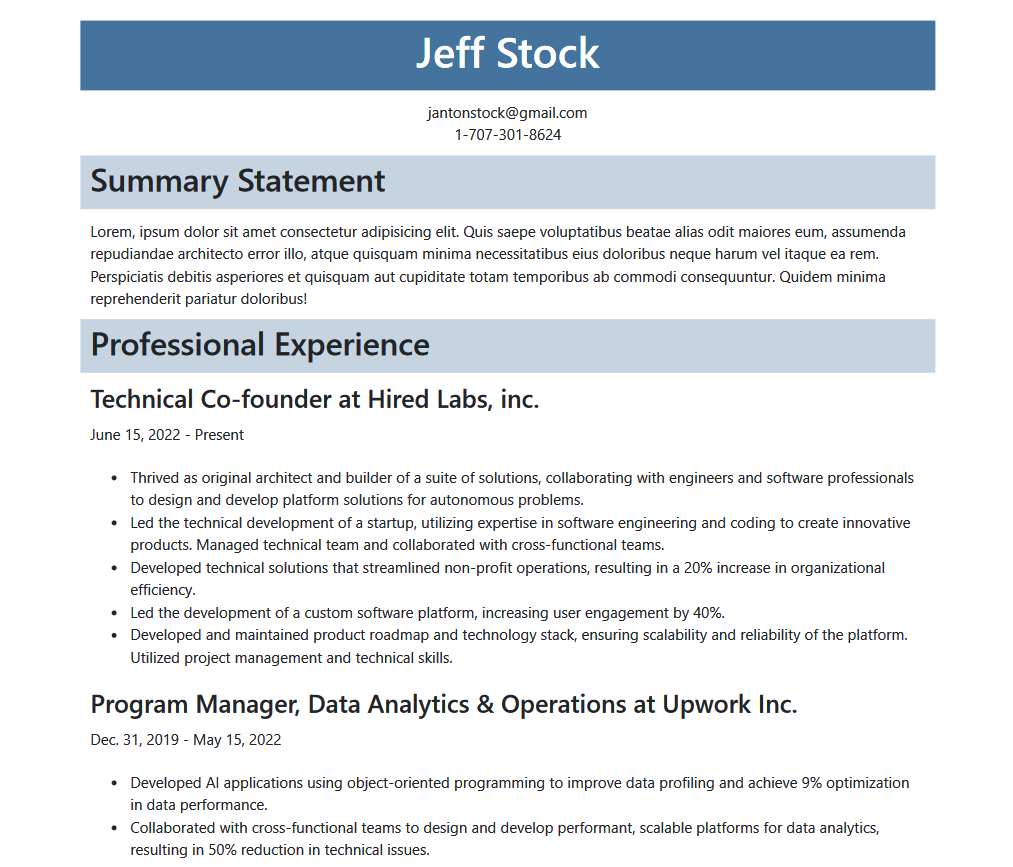 Jeff Stock
jantonstock@gmail.com
1-707-301-8624
Summary Statement
Lorem, ipsum dolor sit amet consectetur adipisicing elit. Quis saepe voluptatibus beatae alias odit maiores eum, assumenda
repudiandae architecto error illo, atque quisquam minima necessitatibus eius doloribus neque harum vel itaque ea rem.
Perspiciatis debitis asperiores et quisquam aut cupiditate totam temporibus ab commodi consequuntur. Quidem minima
reprehenderit pariatur doloribus!
Professional Experience
Technical Co-founder at Hired Labs, inc.
June 15, 2022 - Present
• Thrived as original architect and builder of a suite of solutions, collaborating with engineers and software professionals
to design and develop platform solutions for autonomous problems.
• Led the technical development of a startup, utilizing expertise in software engineering and coding to create innovative
products. Managed technical team and collaborated with cross-functional teams.
• Developed technical solutions that streamlined non-profit operations, resulting in a 20% increase in organizational
efficiency.
• Led the development of a custom software platform, increasing user engagement by 40%.
• Developed and maintained product roadmap and technology stack, ensuring scalability and reliability of the platform.
Utilized project management and technical skills.
Program Manager, Data Analytics & Operations at Upwork Inc.
Dec. 31, 2019 - May 15, 2022
• Developed AI applications using object-oriented programming to improve data profiling and achieve 9% optimization
in data performance.
• Collaborated with cross-functional teams to design and develop performant, scalable platforms for data analytics,
resulting in 50% reduction in technical issues.